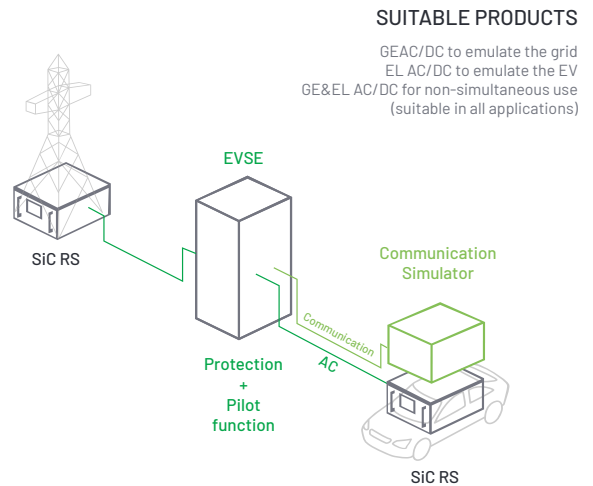 SUITABLE PRODUCTS
GEAC/DC to emulate the grid
EL AC/DC to emulate the EV
GE&EL AC/DC for non-simultaneous use
(suitable in all applications)
EVSE
SiC RS
Communication
Simulator
Communication
AC
Protection
+
Pilot
function
SiC RS